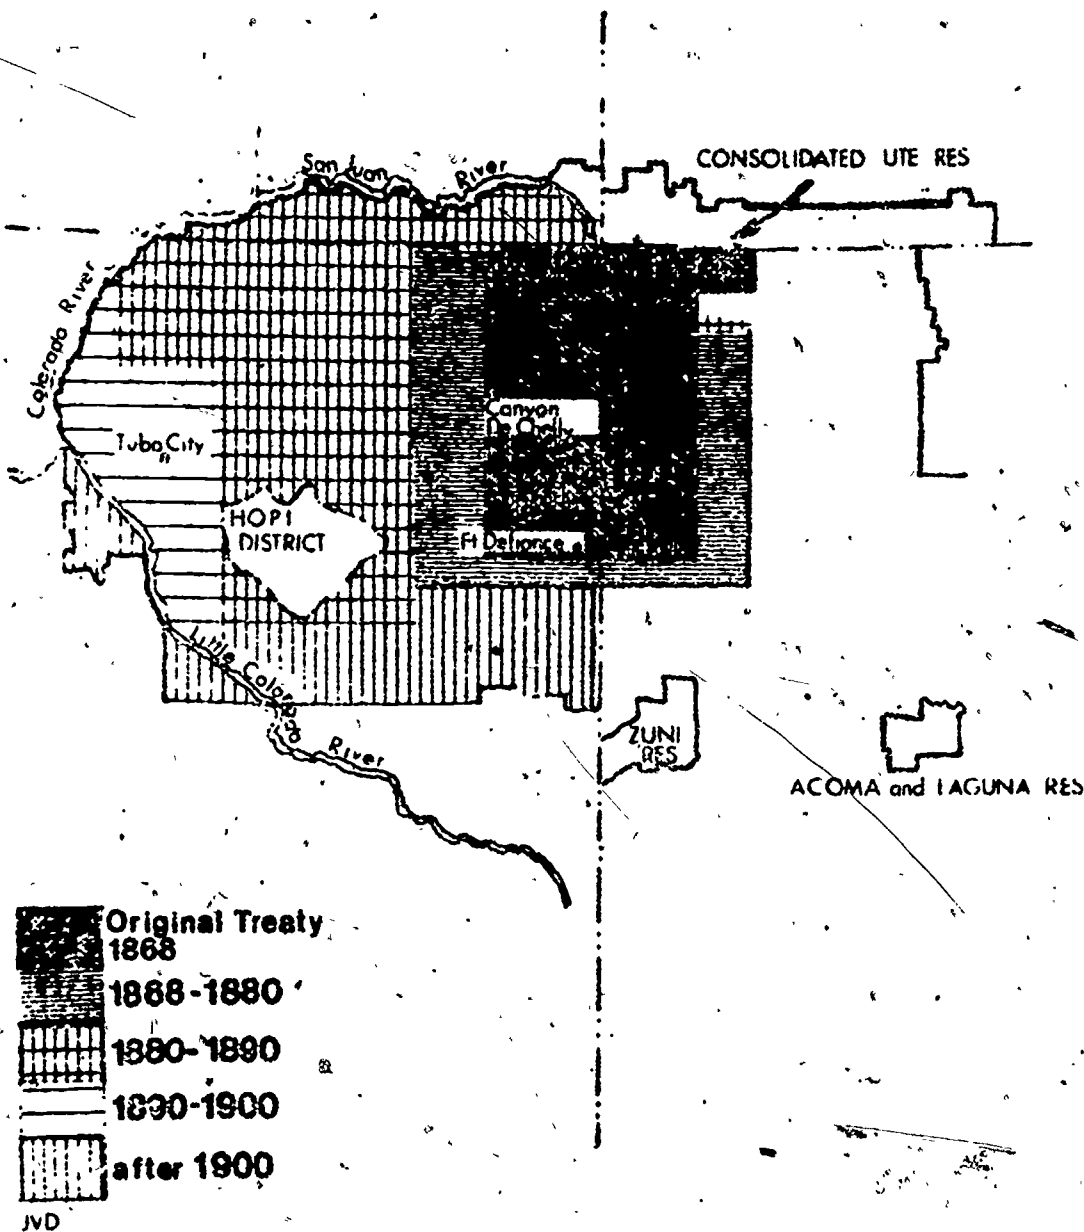 CONSOLIDATED UTE RES
San Juan River
Colorado River
Canyon
De Chelly
Tuba City
HOPI
DISTRICT
Ft Defiance
Little Colorado
River
ZUNI
RES
ACOMA and LAGUNA RES
Original Treaty
1868
1868-1880
1880-1890
1890-1900
after 1900
JVD